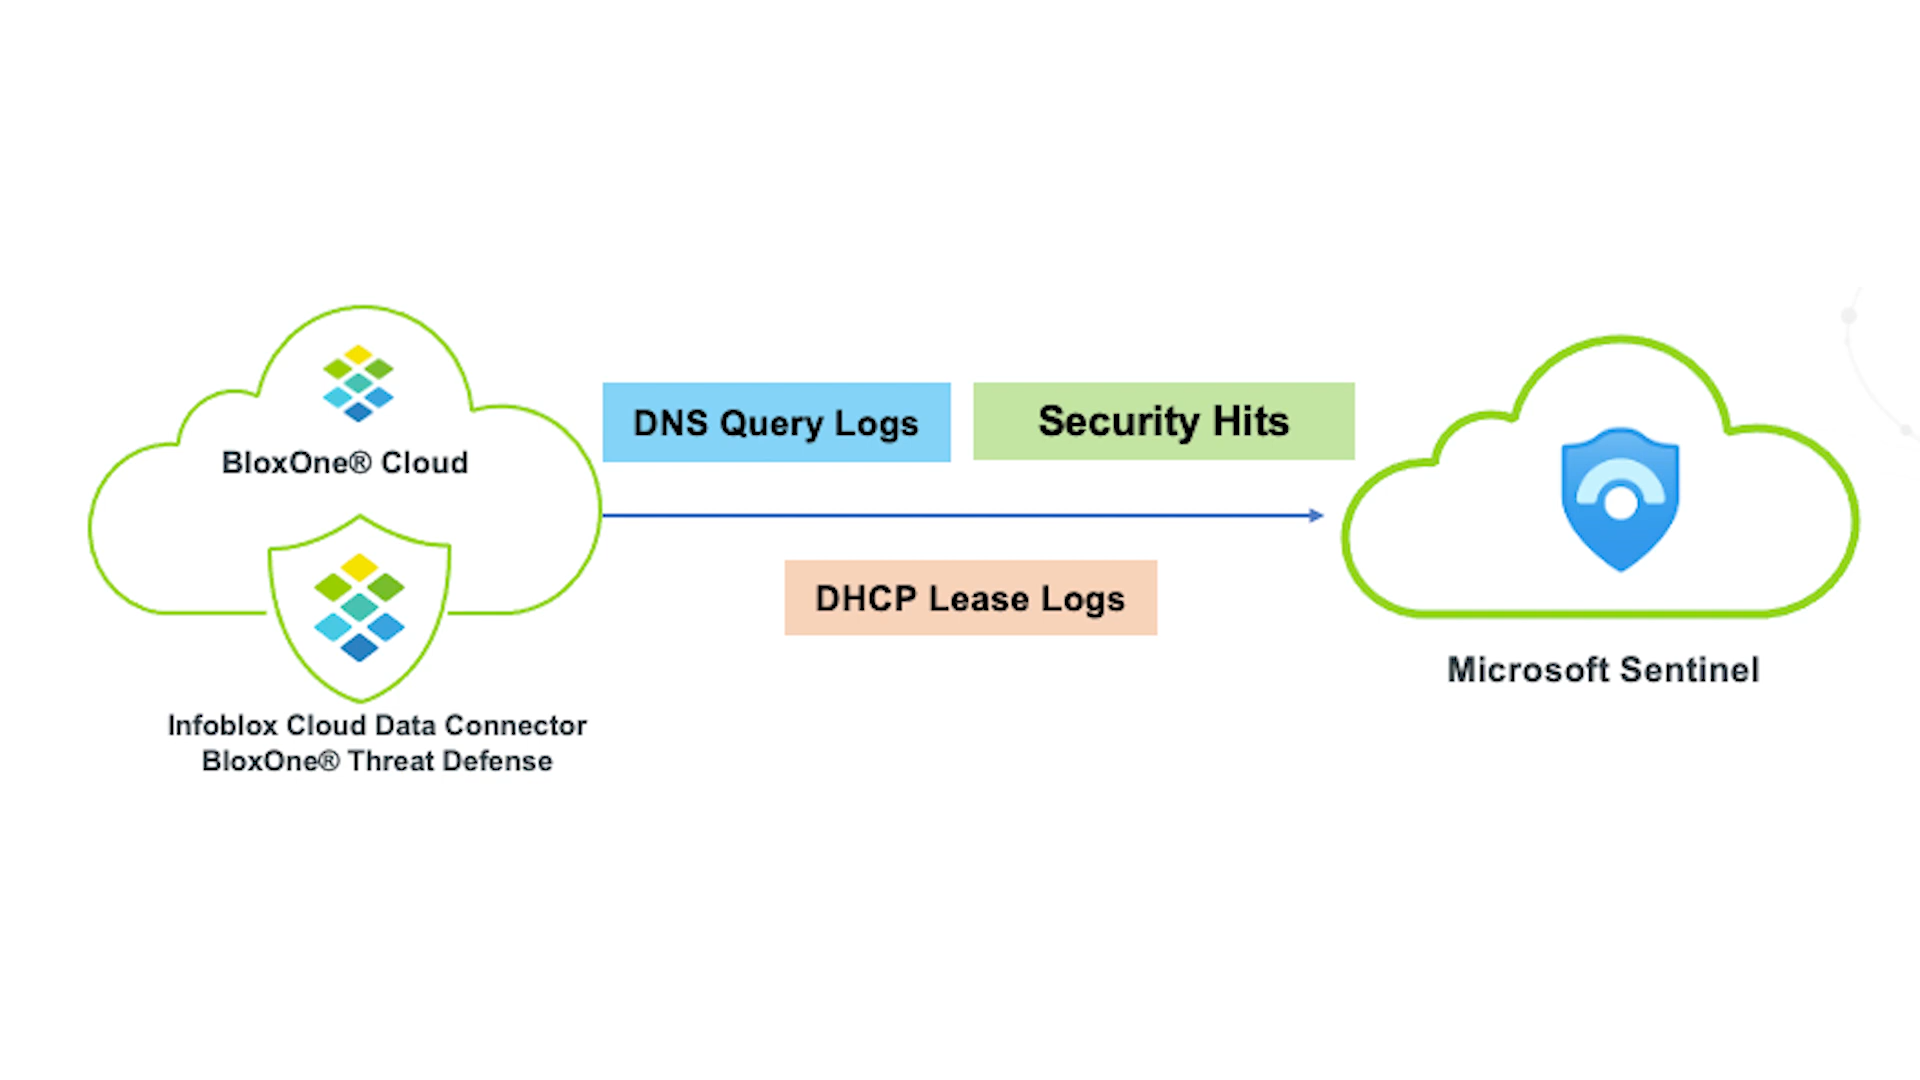 BloxOne® Cloud
DNS Query Logs
Security Hits
DHCP Lease Logs
Microsoft Sentinel
Infoblox Cloud Data Connector
BloxOne® Threat Defense